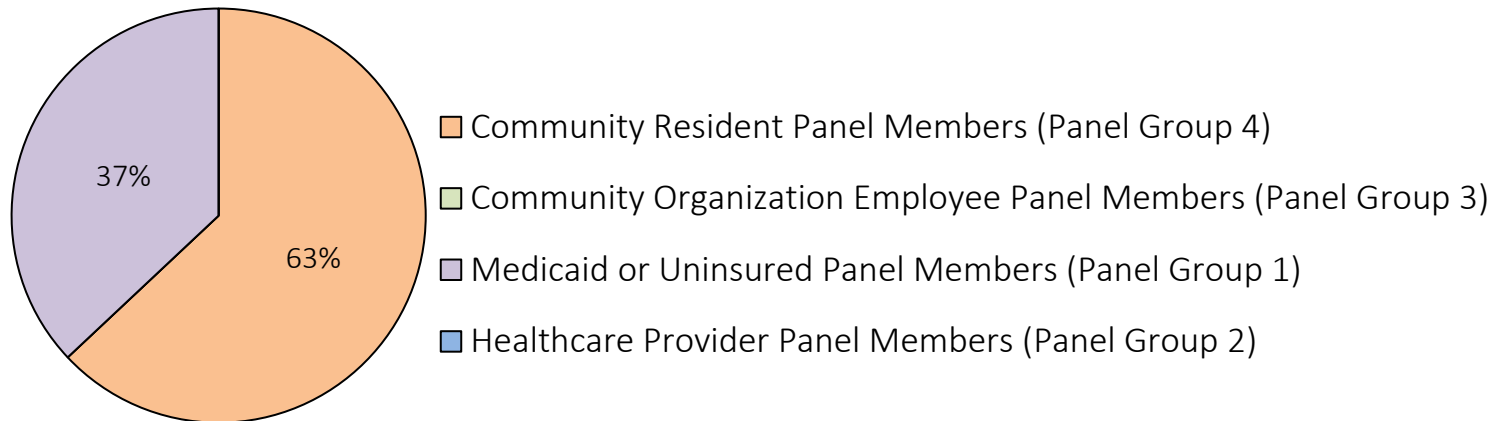 Community Resident Panel Members (Panel Group 4)
37%
Community Organization Employee Panel Members (Panel Group 3)
63%
Medicaid or Uninsured Panel Members (Panel Group 1)
Healthcare Provider Panel Members (Panel Group 2)